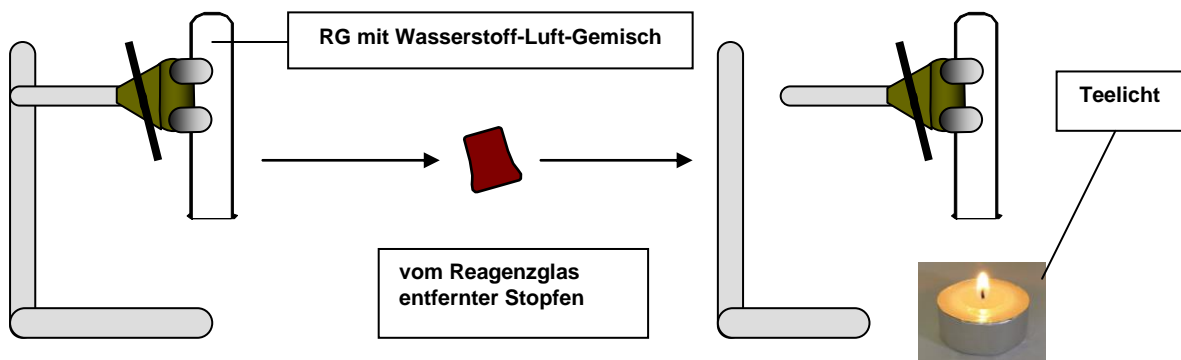 RG mit Wasserstoff-Luft-Gemisch
Teelicht
vom Reagenzglas
entfernter Stopfen